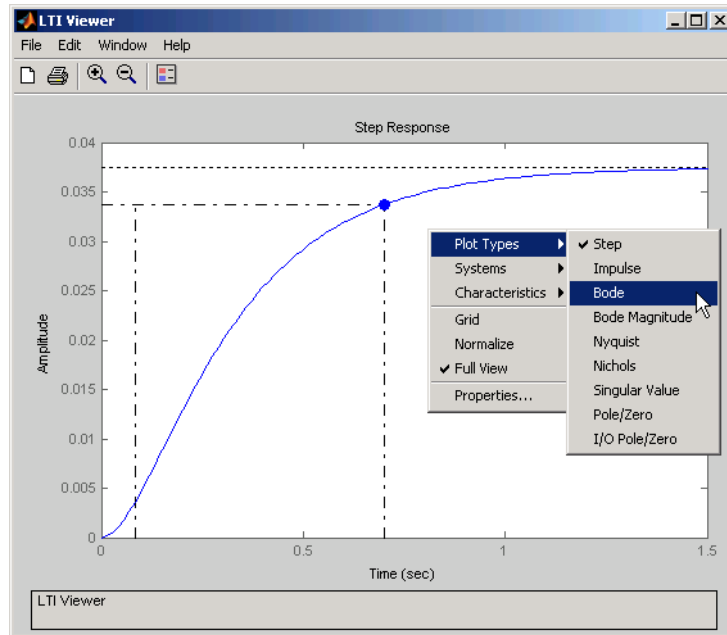 LTI Viewer
File Edit Window Help
Step Response
0.04
0.035
0.03
0.025
0.02
0.015
0.01
0.005
0
Amplitude
0 0.5 1 1.5
Time (sec)
Plot Types
Systems
Characteristics
Grid
Normalize
Full View
Properties...
Step
Impulse
Bode
Bode Magnitude
Nyquist
Nichols
Singular Value
Pole/Zero
I/O Pole/Zero
LTI Viewer